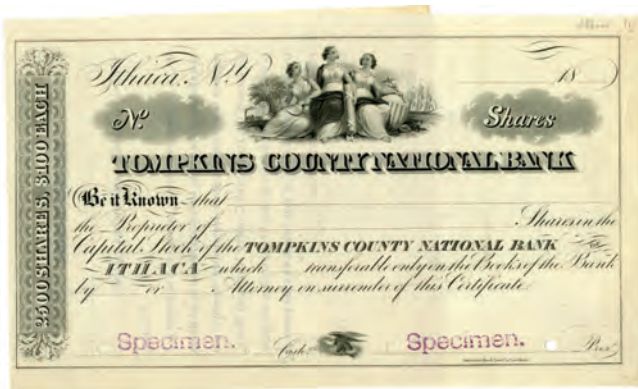 Ithaca, N.Y. 18
No. Shares
TOMPKINS COUNTY NATIONAL BANK
2500 SHARES, $100 EACH
Be it Known that
the Proprietor of Shares in the
Capital Stock of the TOMPKINS COUNTY NATIONAL BANK
ITHACA which transferable only on the Books of the Bank
by or Attorney on surrender of this Certificate.
Specimen. Cash. Specimen. Pres.